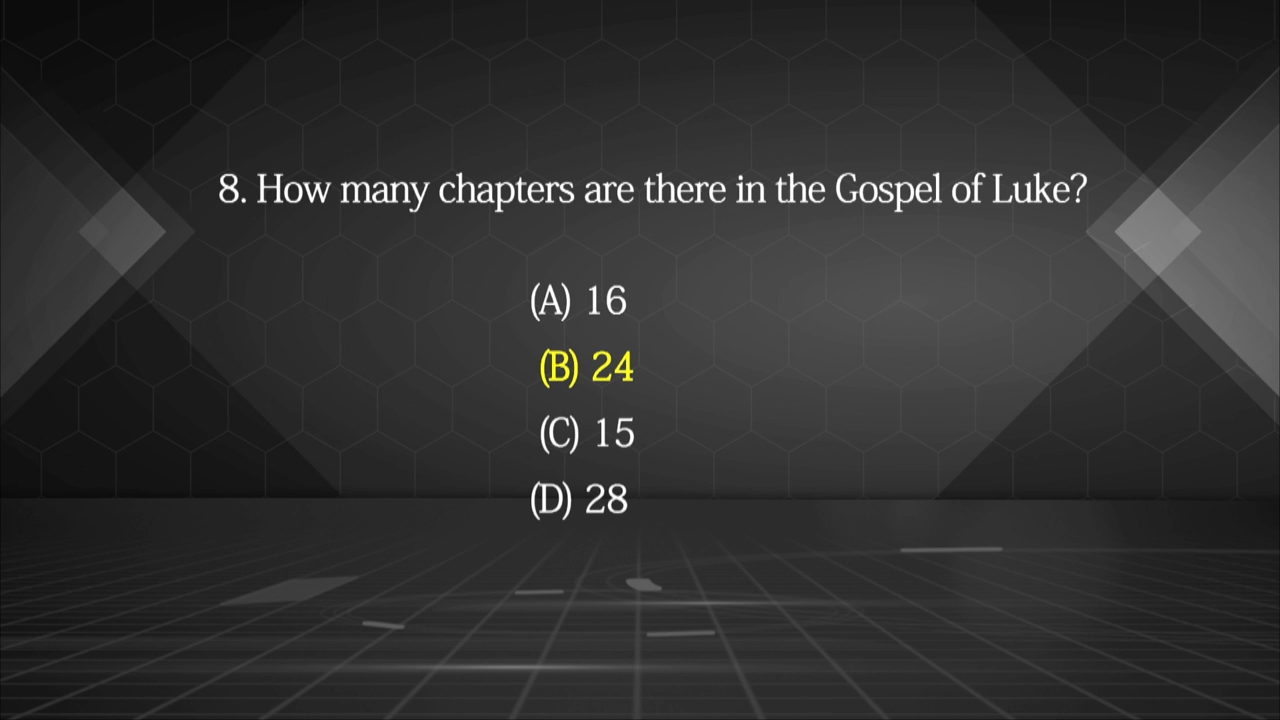 8. How many chapters are there in the Gospel of Luke?
(A) 16
(B) 24
(C) 15
(D) 28